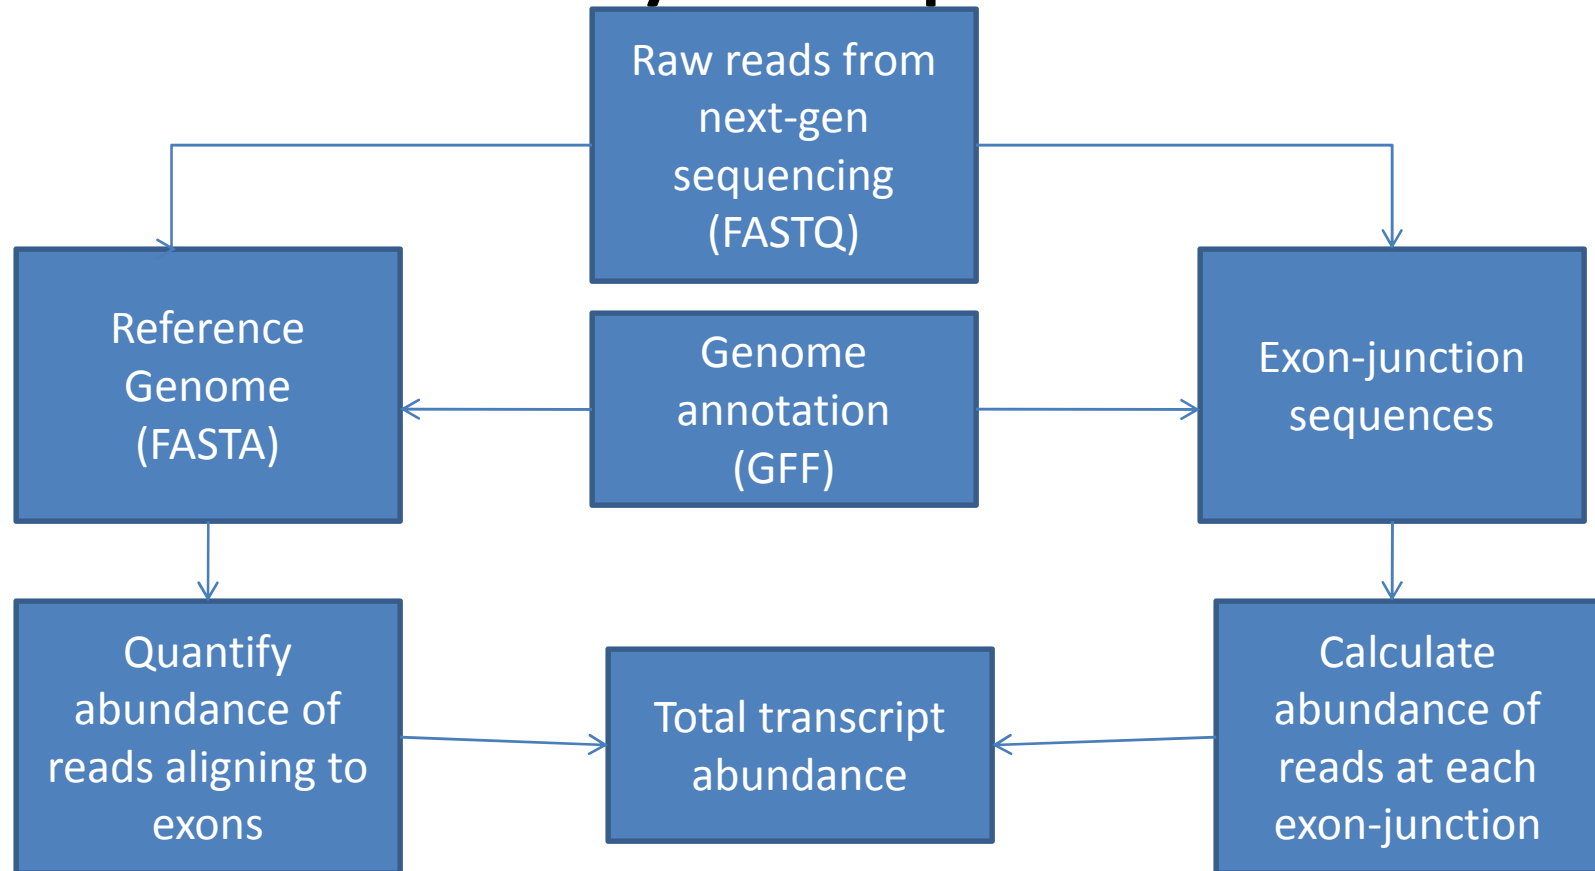 Raw reads from
next-gen
sequencing
(FASTQ)
Reference
Genome
(FASTA)
Genome
annotation
(GFF)
Exon-junction
sequences
Quantify
abundance of
reads aligning to
exons
Total transcript
abundance
Calculate
abundance of
reads at each
exon-junction